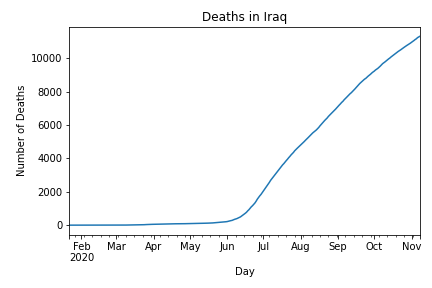 Deaths in Iraq
Number of Deaths
10000
8000
6000
4000
2000
0
Feb Mar Apr May Jun Jul Aug Sep Oct Nov
2020
Day